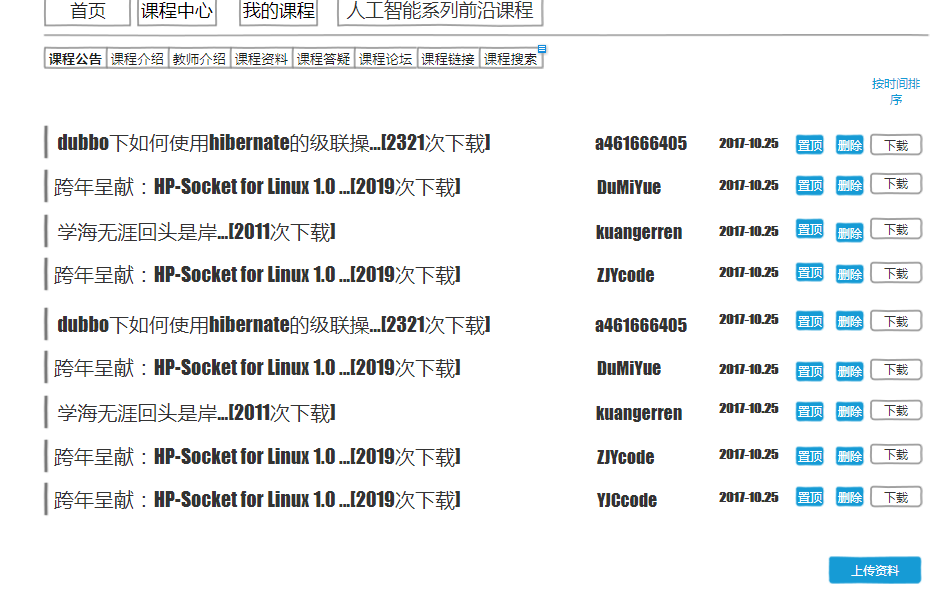 首页 课程中心 我的课程 人工智能系列前沿课程
课程公告 课程介绍 教师介绍 课程资料 课程答疑 课程论坛 课程链接 课程搜索
按时间排
序
dubbo下如何使用hibernate的级联操...[2321次下载] a461666405 2017-10.25 置顶 删除 下载
跨年呈献：HP-Socket for Linux 1.0 ...[2019次下载] DuMiYue 2017-10.25 置顶 删除 下载
学海无涯回头是岸...[2011次下载] kuangerren 2017-10.25 置顶 删除 下载
跨年呈献：HP-Socket for Linux 1.0 ...[2019次下载] ZJYcode 2017-10.25 置顶 删除 下载
dubbo下如何使用hibernate的级联操...[2321次下载] a461666405 2017-10.25 置顶 删除 下载
跨年呈献：HP-Socket for Linux 1.0 ...[2019次下载] DuMiYue 2017-10.25 置顶 删除 下载
学海无涯回头是岸...[2011次下载] kuangerren 2017-10.25 置顶 删除 下载
跨年呈献：HP-Socket for Linux 1.0 ...[2019次下载] ZJYcode 2017-10.25 置顶 删除 下载
跨年呈献：HP-Socket for Linux 1.0 ...[2019次下载] YJCcode 2017-10.25 置顶 删除 下载
上传资料